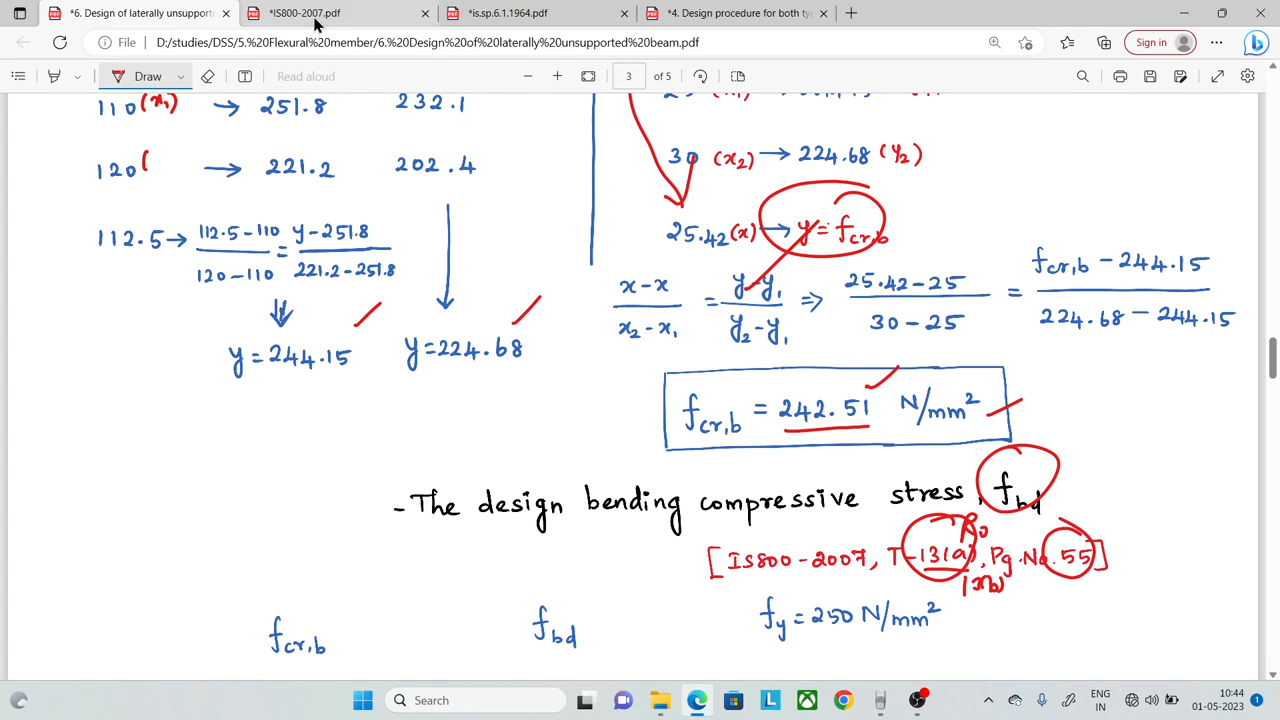 *6. Design of laterally unsupport
*IS800-2007.pdf
*is.sp.6.1.1964.pdf
*4. Design procedure for both ty
Sign in
File
D:/studies/DSS/5.%20Flexural%20member/6.%20Design%20of%20laterally%20unsupported%20beam.pdf
Draw
Read aloud
3 of 5
110 (x₁) → 251.8 232.1
120 ( → 221.2 202.4
112.5 → (112.5-110)/(120-110) = (y-251.8)/(221.2-251.8)
y = 244.15 y = 224.68
30 (x₂) → 224.68 (y₂)
25.42 (x) → y = fcr,b
(x-x)/(x₂-x₁) = (y-y₁)/(y₂-y₁) ⇒ (25.42-25)/(30-25) = (fcr,b - 244.15)/(224.68 - 244.15)
fcr,b = 242.51 N/mm²
- The design bending compressive stress, fbd
[IS800-2007, T-13(a), Pg.No.55]
fcr,b fbd fy = 250 N/mm²
Search
ENG
IN
10:44
01-05-2023
1